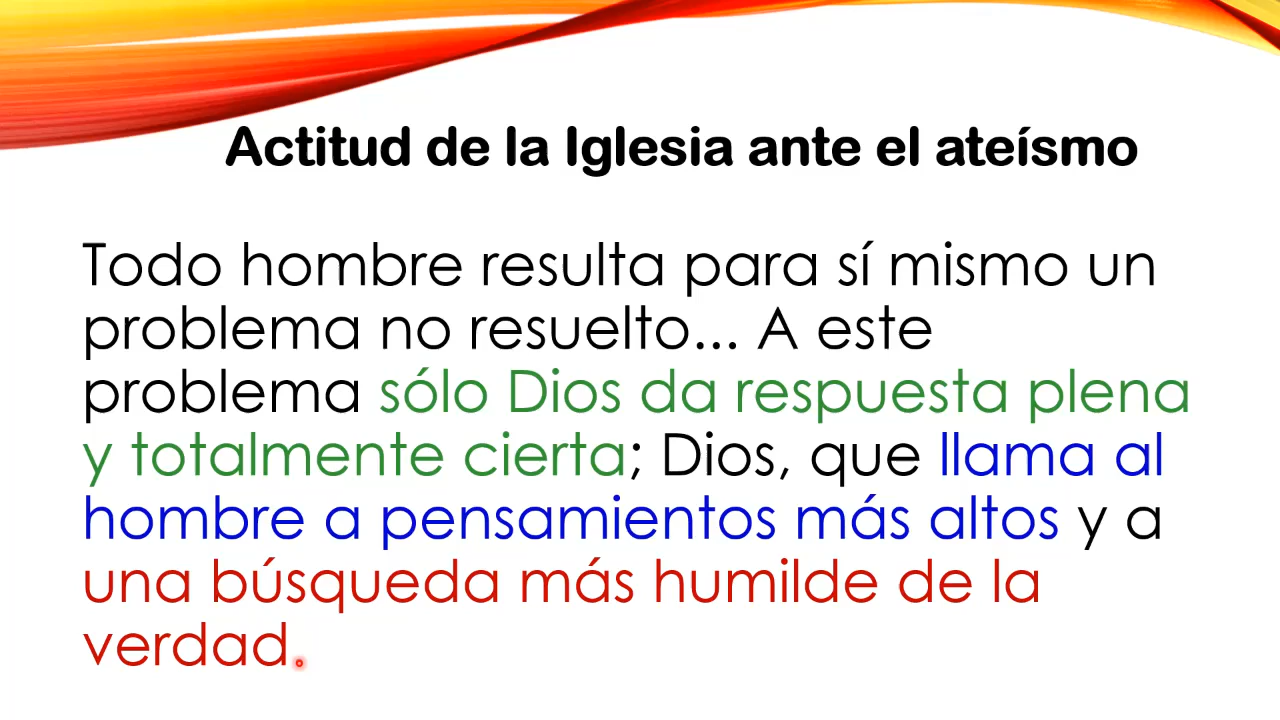 Actitud de la Iglesia ante el ateísmo
Todo hombre resulta para sí mismo un
problema no resuelto... A este
problema sólo Dios da respuesta plena
y totalmente cierta; Dios, que llama al
hombre a pensamientos más altos y a
una búsqueda más humilde de la
verdad.